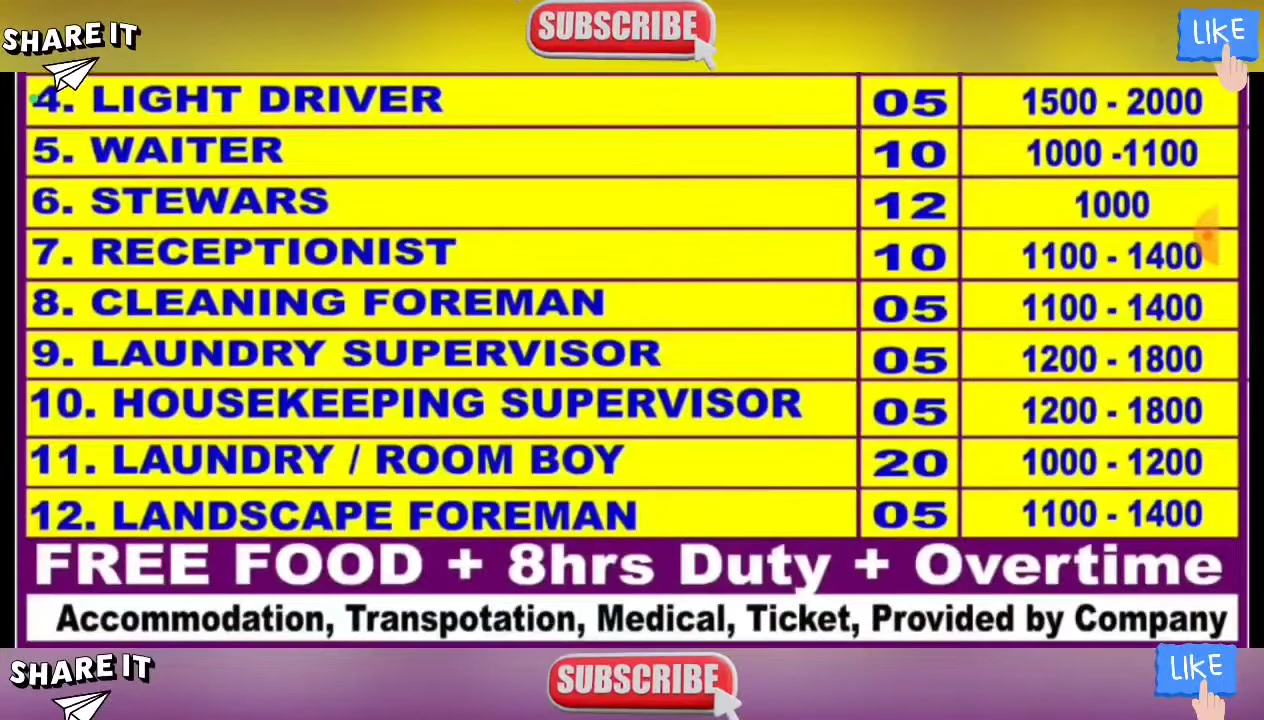 SHARE IT
SUBSCRIBE
LIKE
4. LIGHT DRIVER 05 1500 - 2000
5. WAITER 10 1000 -1100
6. STEWARS 12 1000
7. RECEPTIONIST 10 1100 - 1400
8. CLEANING FOREMAN 05 1100 - 1400
9. LAUNDRY SUPERVISOR 05 1200 - 1800
10. HOUSEKEEPING SUPERVISOR 05 1200 - 1800
11. LAUNDRY / ROOM BOY 20 1000 - 1200
12. LANDSCAPE FOREMAN 05 1100 - 1400
FREE FOOD + 8hrs Duty + Overtime
Accommodation, Transpotation, Medical, Ticket, Provided by Company
SHARE IT
SUBSCRIBE
LIKE